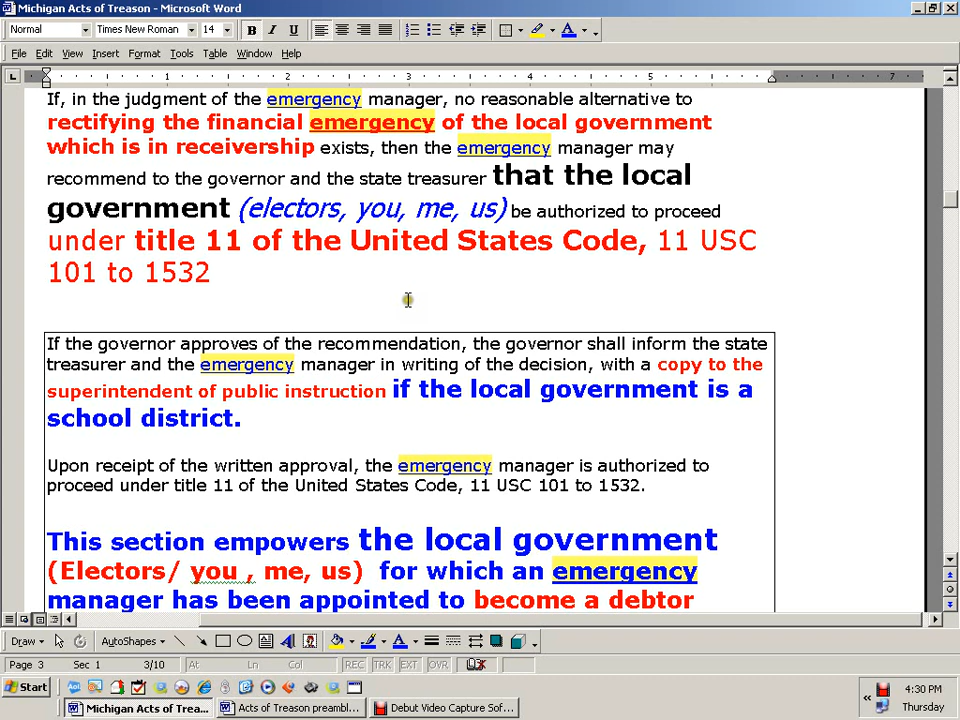 Michigan Acts of Treason - Microsoft Word
Normal Times New Roman 14 B I U
File Edit View Insert Format Tools Table Window Help
L 1 2 3 4 5 7
If, in the judgment of the emergency manager, no reasonable alternative to
rectifying the financial emergency of the local government
which is in receivership exists, then the emergency manager may
recommend to the governor and the state treasurer that the local
government (electors, you, me, us) be authorized to proceed
under title 11 of the United States Code, 11 USC
101 to 1532
If the governor approves of the recommendation, the governor shall inform the state
treasurer and the emergency manager in writing of the decision, with a copy to the
superintendent of public instruction if the local government is a
school district.
Upon receipt of the written approval, the emergency manager is authorized to
proceed under title 11 of the United States Code, 11 USC 101 to 1532.
This section empowers the local government
(Electors/ you , me, us) for which an emergency
manager has been appointed to become a debtor
Draw AutoShapes
Page 3 Sec 1 3/10 At Ln Col REC TRK EXT OVR
Start Michigan Acts of Trea... Acts of Treason preambl... Debut Video Capture Sof... 4:30 PM
Thursday